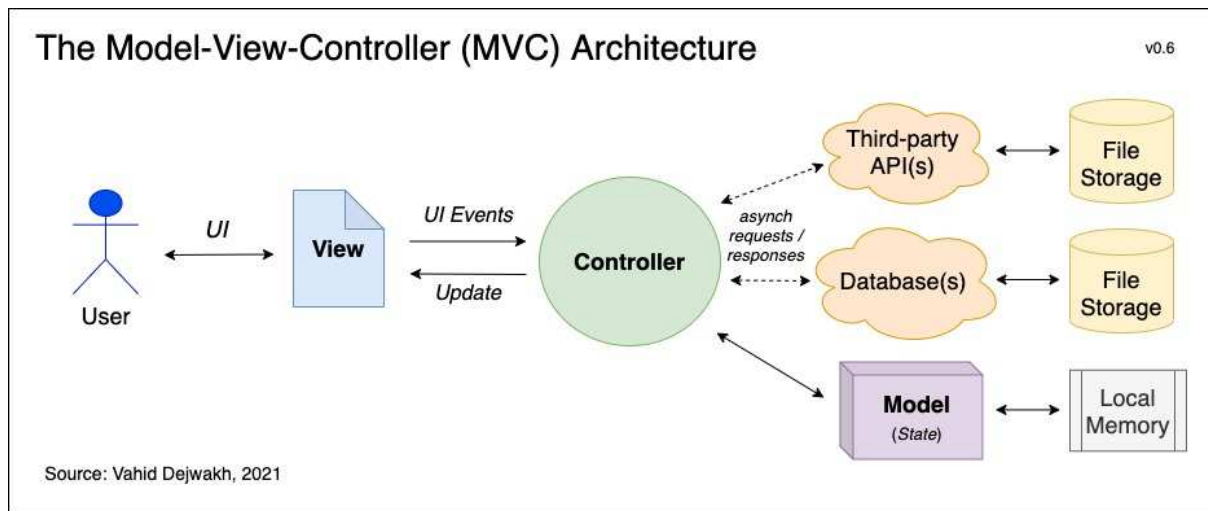 The Model-View-Controller (MVC) Architecture
v0.6
User
UI
View
UI Events
Update
Controller
asynch
requests /
responses
Third-party
API(s)
File
Storage
Database(s)
File
Storage
Model
(State)
Local
Memory
Source: Vahid Dejwakh, 2021